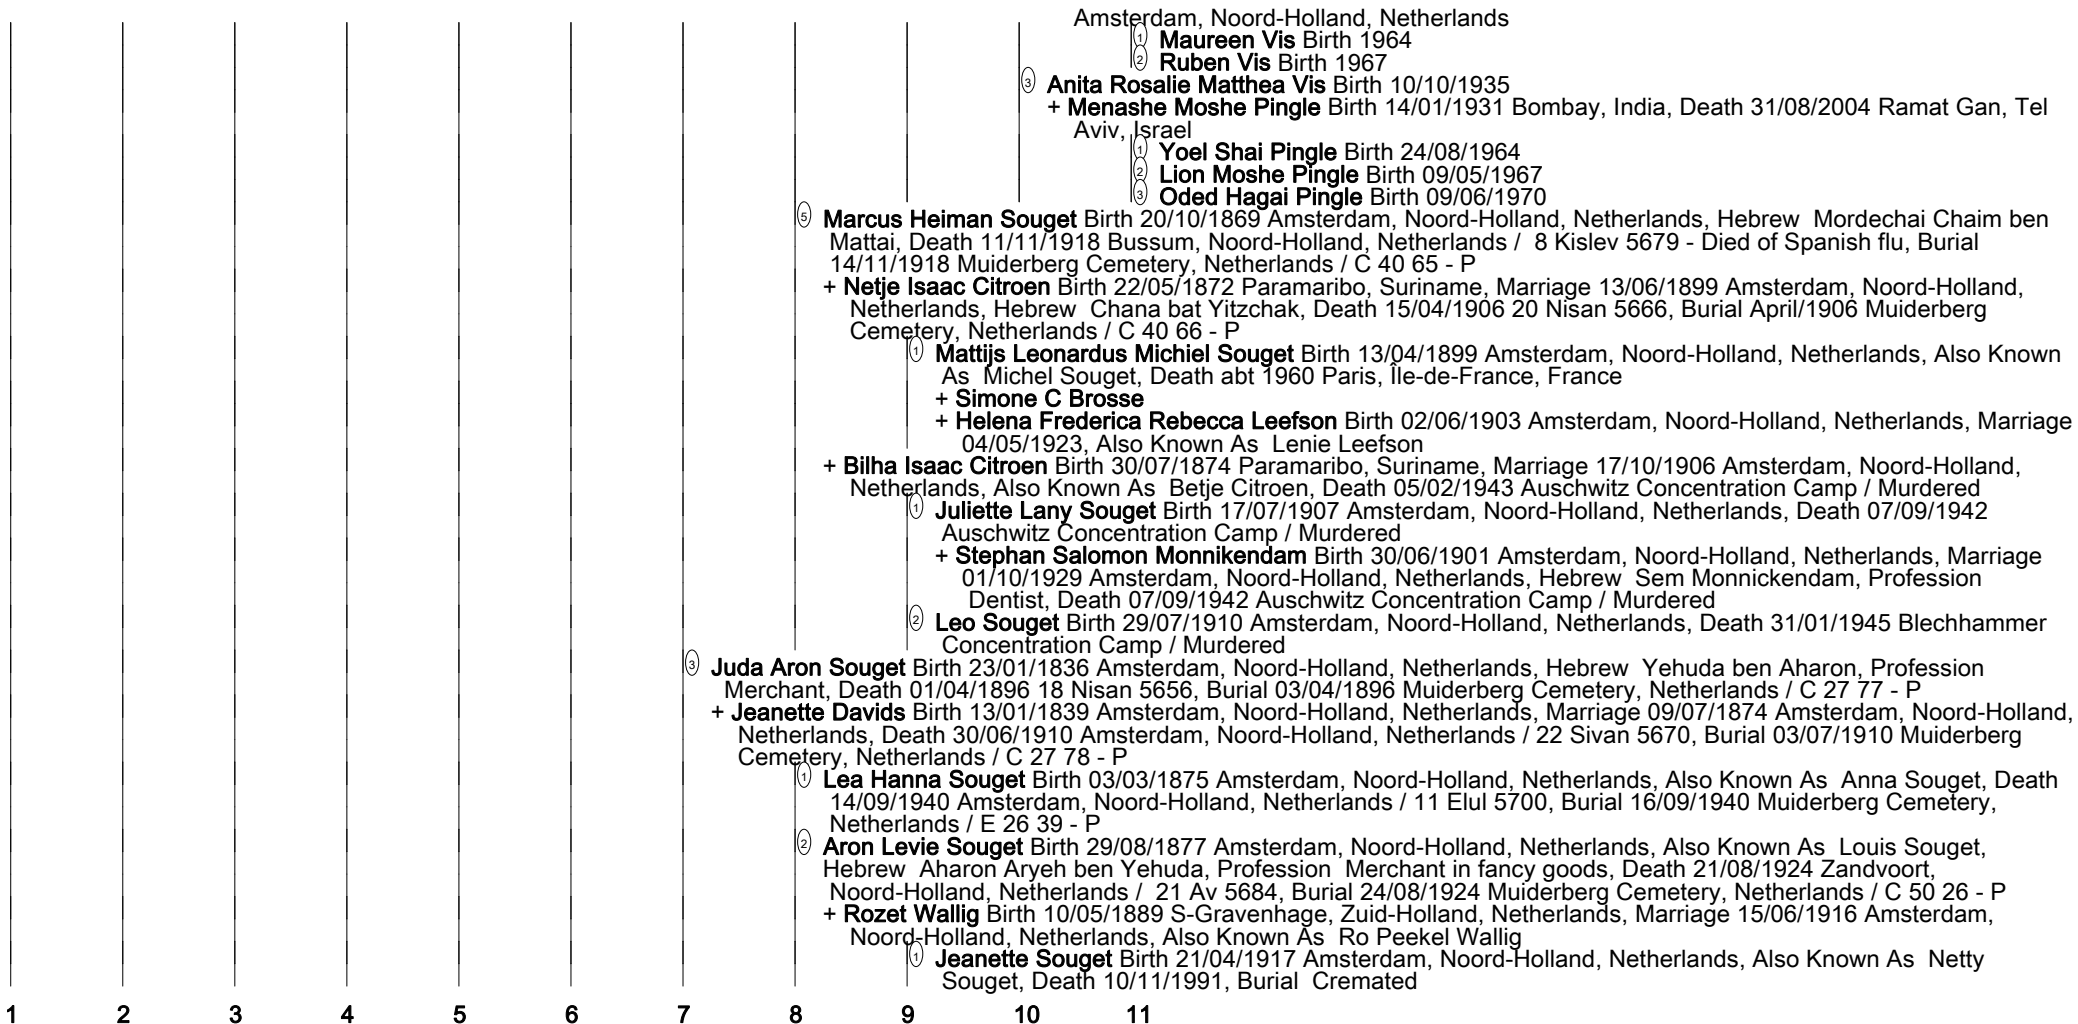 Amsterdam, Noord-Holland, Netherlands
1 Maureen Vis Birth 1964
2 Ruben Vis Birth 1967
3 Anita Rosalie Matthea Vis Birth 10/10/1935
+ Menashe Moshe Pingle Birth 14/01/1931 Bombay, India, Death 31/08/2004 Ramat Gan, Tel
Aviv, Israel
1 Yoel Shai Pingle Birth 24/08/1964
2 Lion Moshe Pingle Birth 09/05/1967
3 Oded Hagai Pingle Birth 09/06/1970
5 Marcus Heiman Souget Birth 20/10/1869 Amsterdam, Noord-Holland, Netherlands, Hebrew Mordechai Chaim ben
Mattai, Death 11/11/1918 Bussum, Noord-Holland, Netherlands / 8 Kislev 5679 - Died of Spanish flu, Burial
14/11/1918 Muiderberg Cemetery, Netherlands / C 40 65 - P
+ Netje Isaac Citroen Birth 22/05/1872 Paramaribo, Suriname, Marriage 13/06/1899 Amsterdam, Noord-Holland,
Netherlands, Hebrew Chana bat Yitzchak, Death 15/04/1906 20 Nisan 5666, Burial April/1906 Muiderberg
Cemetery, Netherlands / C 40 66 - P
1 Mattijs Leonardus Michiel Souget Birth 13/04/1899 Amsterdam, Noord-Holland, Netherlands, Also Known
As Michel Souget, Death abt 1960 Paris, Île-de-France, France
+ Simone C Brosse
+ Helena Frederica Rebecca Leefson Birth 02/06/1903 Amsterdam, Noord-Holland, Netherlands, Marriage
04/05/1923, Also Known As Lenie Leefson
+ Bilha Isaac Citroen Birth 30/07/1874 Paramaribo, Suriname, Marriage 17/10/1906 Amsterdam, Noord-Holland,
Netherlands, Also Known As Betje Citroen, Death 05/02/1943 Auschwitz Concentration Camp / Murdered
1 Juliette Lany Souget Birth 17/07/1907 Amsterdam, Noord-Holland, Netherlands, Death 07/09/1942
Auschwitz Concentration Camp / Murdered
+ Stephan Salomon Monnikendam Birth 30/06/1901 Amsterdam, Noord-Holland, Netherlands, Marriage
01/10/1929 Amsterdam, Noord-Holland, Netherlands, Hebrew Sem Monnickendam, Profession
Dentist, Death 07/09/1942 Auschwitz Concentration Camp / Murdered
2 Leo Souget Birth 29/07/1910 Amsterdam, Noord-Holland, Netherlands, Death 31/01/1945 Blechhammer
Concentration Camp / Murdered
3 Juda Aron Souget Birth 23/01/1836 Amsterdam, Noord-Holland, Netherlands, Hebrew Yehuda ben Aharon, Profession
Merchant, Death 01/04/1896 18 Nisan 5656, Burial 03/04/1896 Muiderberg Cemetery, Netherlands / C 27 77 - P
+ Jeanette Davids Birth 13/01/1839 Amsterdam, Noord-Holland, Netherlands, Marriage 09/07/1874 Amsterdam, Noord-Holland,
Netherlands, Death 30/06/1910 Amsterdam, Noord-Holland, Netherlands / 22 Sivan 5670, Burial 03/07/1910 Muiderberg
Cemetery, Netherlands / C 27 78 - P
1 Lea Hanna Souget Birth 03/03/1875 Amsterdam, Noord-Holland, Netherlands, Also Known As Anna Souget, Death
14/09/1940 Amsterdam, Noord-Holland, Netherlands / 11 Elul 5700, Burial 16/09/1940 Muiderberg Cemetery,
Netherlands / E 26 39 - P
2 Aron Levie Souget Birth 29/08/1877 Amsterdam, Noord-Holland, Netherlands, Also Known As Louis Souget,
Hebrew Aharon Aryeh ben Yehuda, Profession Merchant in fancy goods, Death 21/08/1924 Zandvoort,
Noord-Holland, Netherlands / 21 Av 5684, Burial 24/08/1924 Muiderberg Cemetery, Netherlands / C 50 26 - P
+ Rozet Wallig Birth 10/05/1889 S-Gravenhage, Zuid-Holland, Netherlands, Marriage 15/06/1916 Amsterdam,
Noord-Holland, Netherlands, Also Known As Ro Peekel Wallig
1 Jeanette Souget Birth 21/04/1917 Amsterdam, Noord-Holland, Netherlands, Also Known As Netty
Souget, Death 10/11/1991, Burial Cremated
1 2 3 4 5 6 7 8 9 10 11